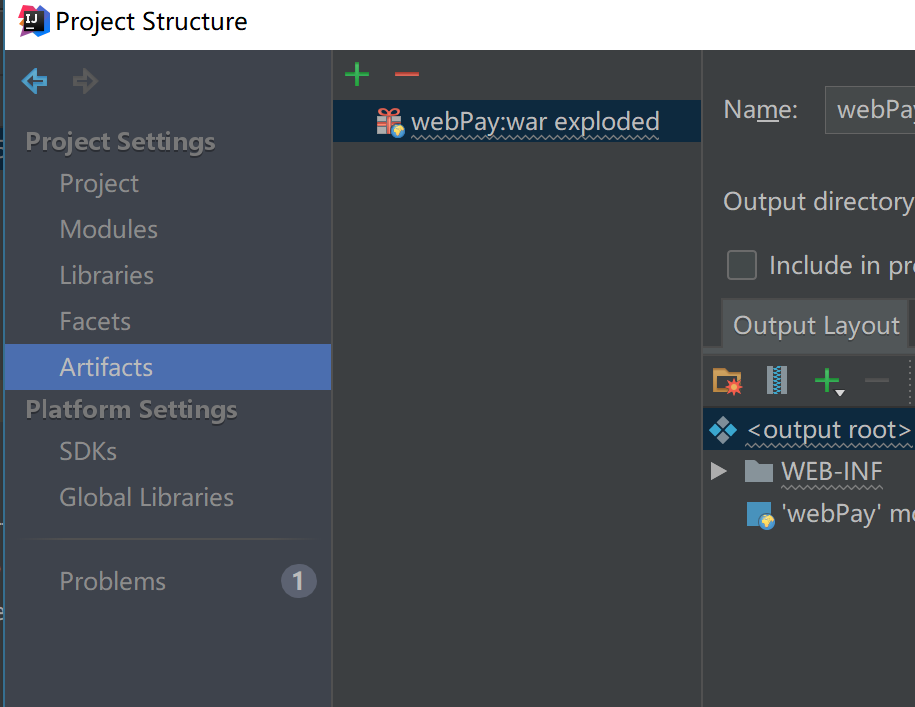 Project Structure
Project Settings
Project
Modules
Libraries
Facets
Artifacts
Platform Settings
SDKs
Global Libraries
Problems
1
webPay:war exploded
Name:
webPay
Output directory
Include in pr
Output Layout
<output root>
WEB-INF
'webPay' mo